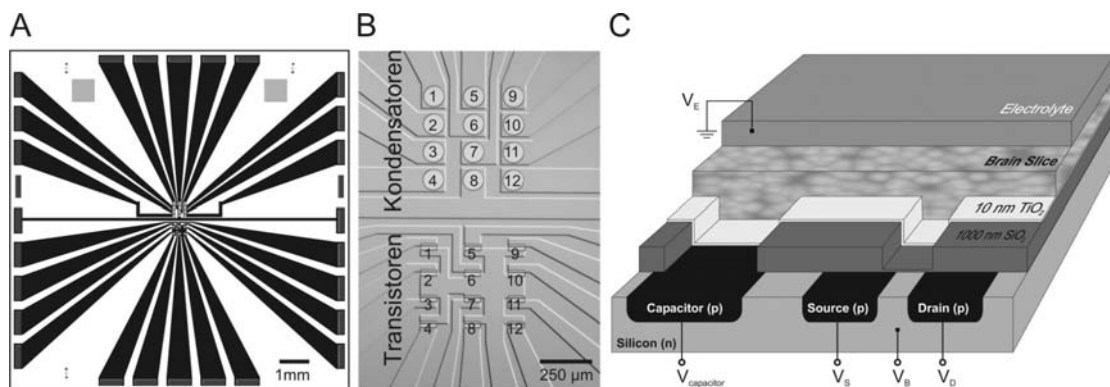 A
1mm
B
Kondensatoren
1 5 9
2 6 10
3 7 11
4 8 12
Transistoren
1 5 9
2 6 10
3 7 11
4 8 12
250 µm
C
V_E
Electrolyte
Brain Slice
10 nm TiO₂
1000 nm SiO₂
Capacitor (p) Source (p) Drain (p)
Silicon (n)
V_capacitor V_S V_B V_D